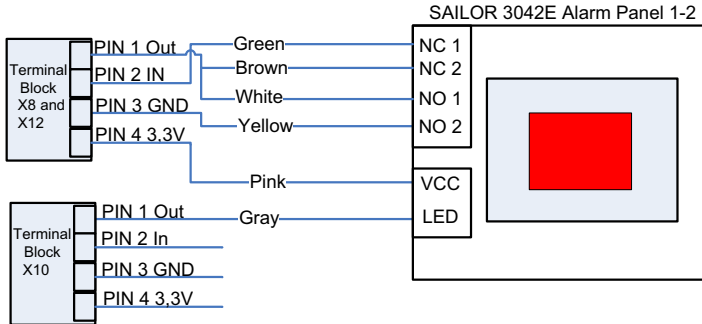 SAILOR 3042E Alarm Panel 1-2
Terminal
Block
X8 and
X12
PIN 1 Out
PIN 2 IN
PIN 3 GND
PIN 4 3,3V
Green
Brown
White
Yellow
Pink
Gray
NC 1
NC 2
NO 1
NO 2
VCC
LED
Terminal
Block
X10
PIN 1 Out
PIN 2 In
PIN 3 GND
PIN 4 3,3V